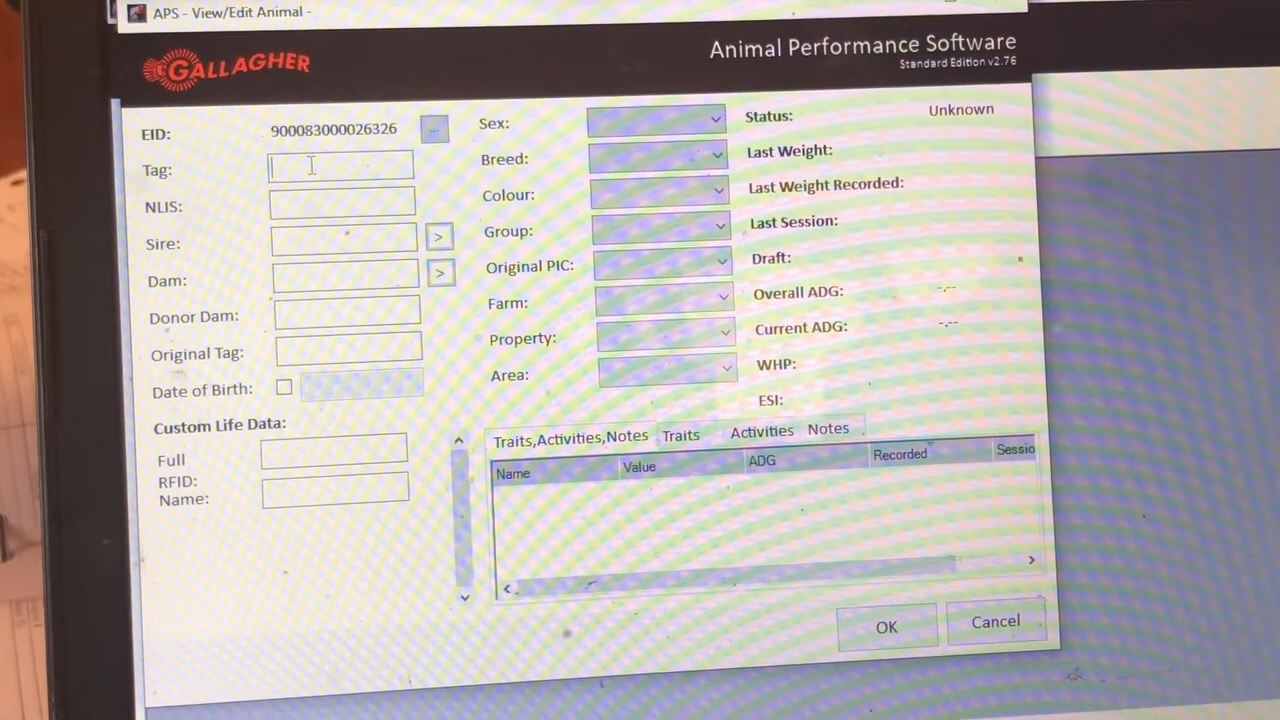 APS - View/Edit Animal -
GALLAGHER
Animal Performance Software
Standard Edition v2.76
EID: 900083000026326 ...
Tag:
NLIS:
Sire: >
Dam: >
Donor Dam:
Original Tag:
Date of Birth:
Custom Life Data:
Full
RFID:
Name:
Sex:
Breed:
Colour:
Group:
Original PIC:
Farm:
Property:
Area:
Status: Unknown
Last Weight:
Last Weight Recorded:
Last Session:
Draft:
Overall ADG: -.--
Current ADG: -.--
WHP:
ESI:
Traits,Activities,Notes Traits Activities Notes
Name Value ADG Recorded Sessio
OK Cancel